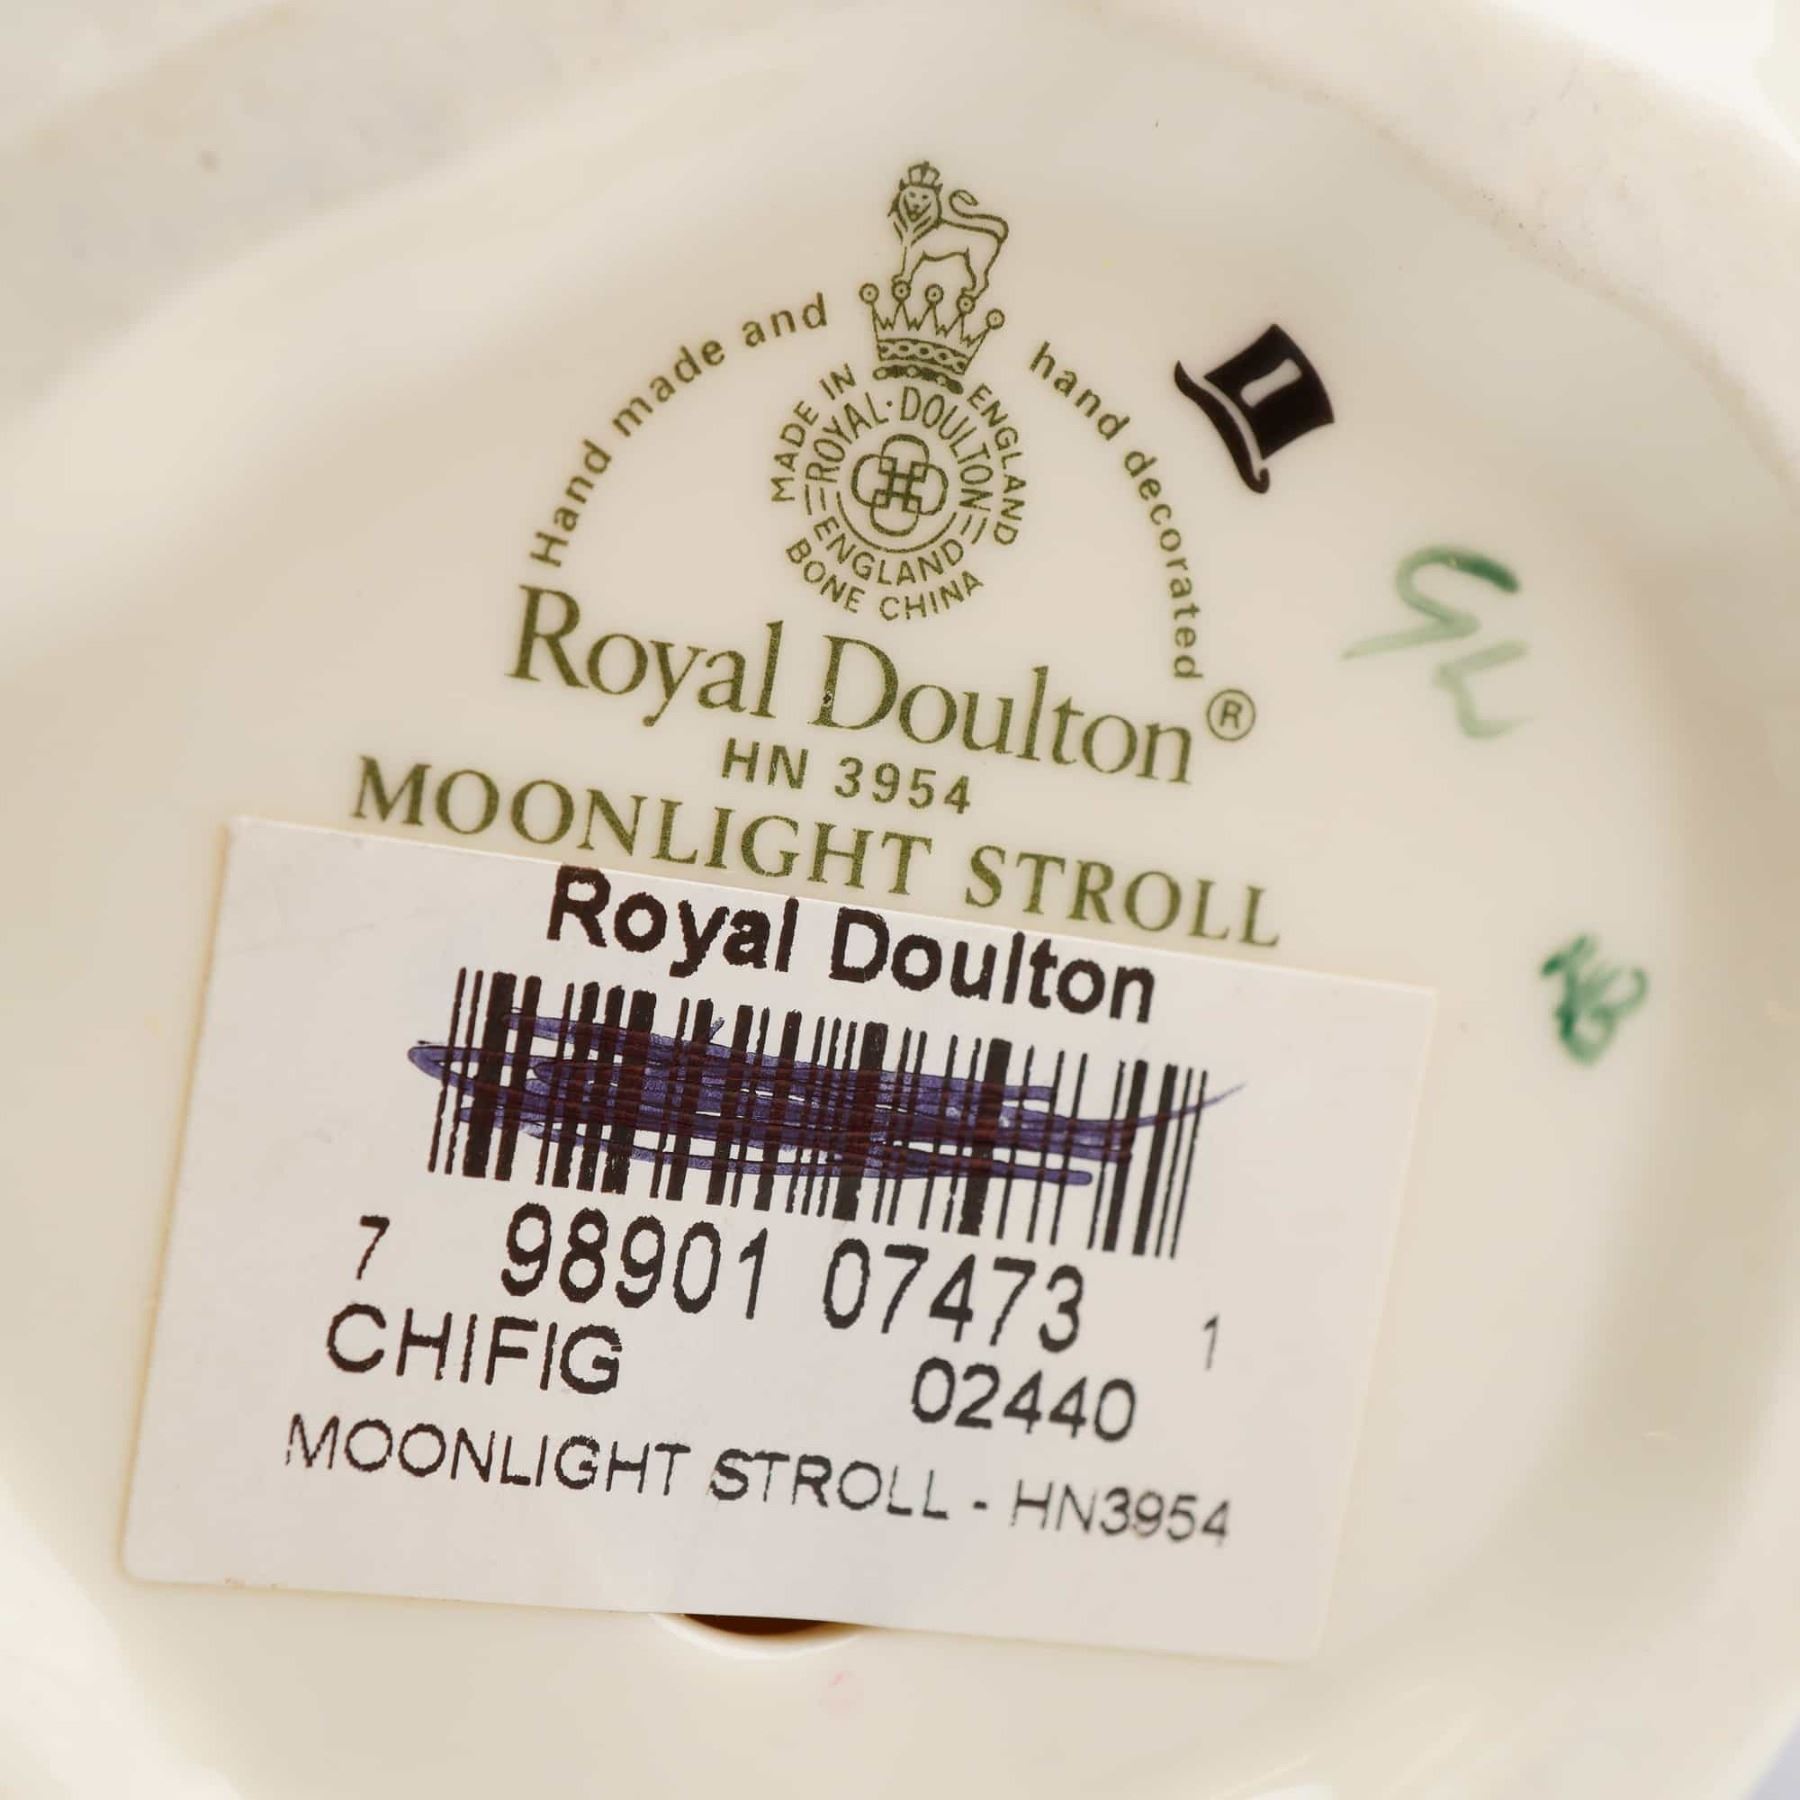 Hand made and hand decorated
MADE IN ENGLAND
ROYAL·DOULTON
ENGLAND
BONE CHINA
Royal Doulton®
HN 3954
MOONLIGHT STROLL
Royal Doulton
7 98901 07473 1
CHIFIG 02440
MOONLIGHT STROLL - HN3954